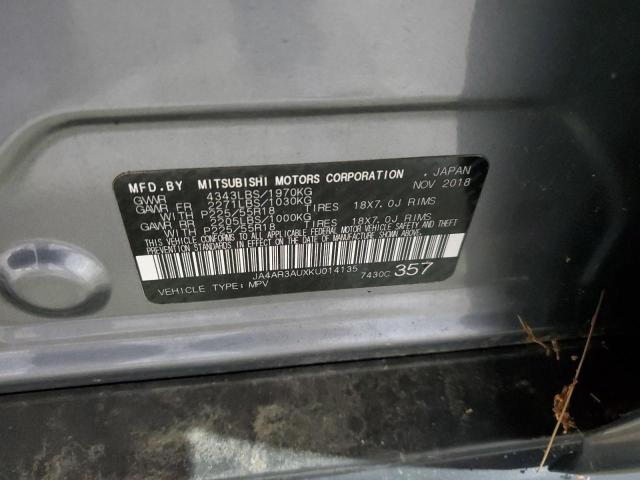 MFD.BY MITSUBISHI MOTORS CORPORATION , JAPAN
GVWR 4343LBS/1970KG NOV 2018
GAWR FR 2271LBS/1030KG
WITH P225/55R18 TIRES 18X7.0J RIMS
GAWR RR 2205LBS/1000KG
WITH P225/55R18 TIRES 18X7.0J RIMS
THIS VEHICLE CONFORMS TO ALL APPLICABLE FEDERAL MOTOR VEHICLE SAFETY AND THEFT
PREVENTION STANDARDS IN EFFECT ON THE DATE OF MANUFACTURE SHOWN ABOVE.
JA4AR3AUXKU014135 7430C 357
VEHICLE TYPE: MPV